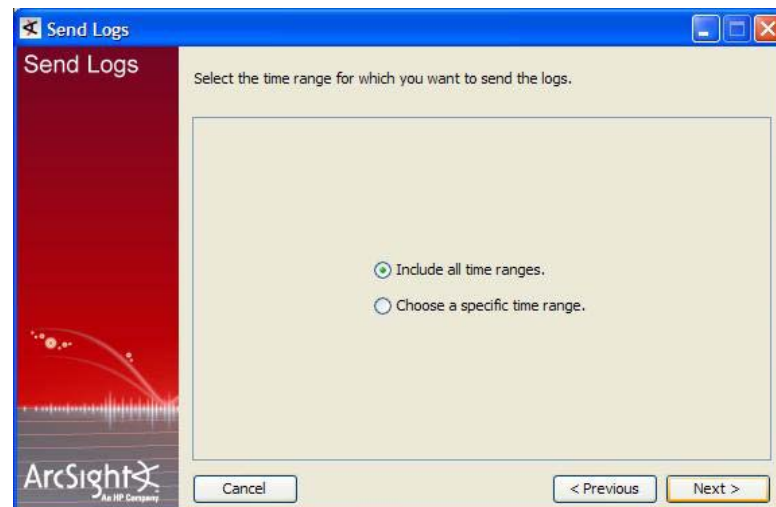 Send Logs
Send Logs
Select the time range for which you want to send the logs.
Include all time ranges.
Choose a specific time range.
ArcSight
An HP Company
Cancel
< Previous
Next >